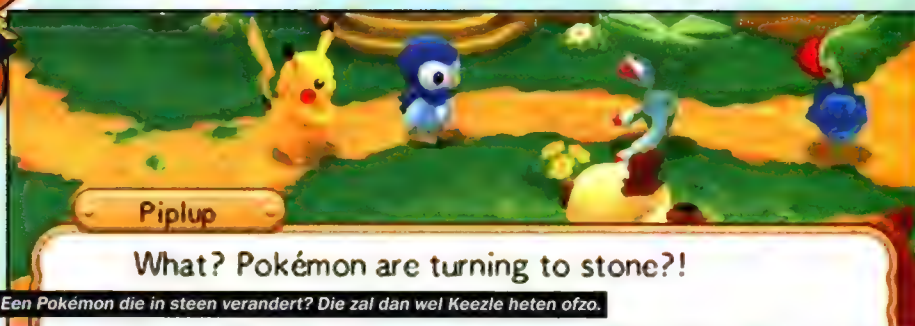 Piplup
What? Pokémon are turning to stone?!
Een Pokémon die in steen verandert? Die zal dan wel Keezle heten ofzo.